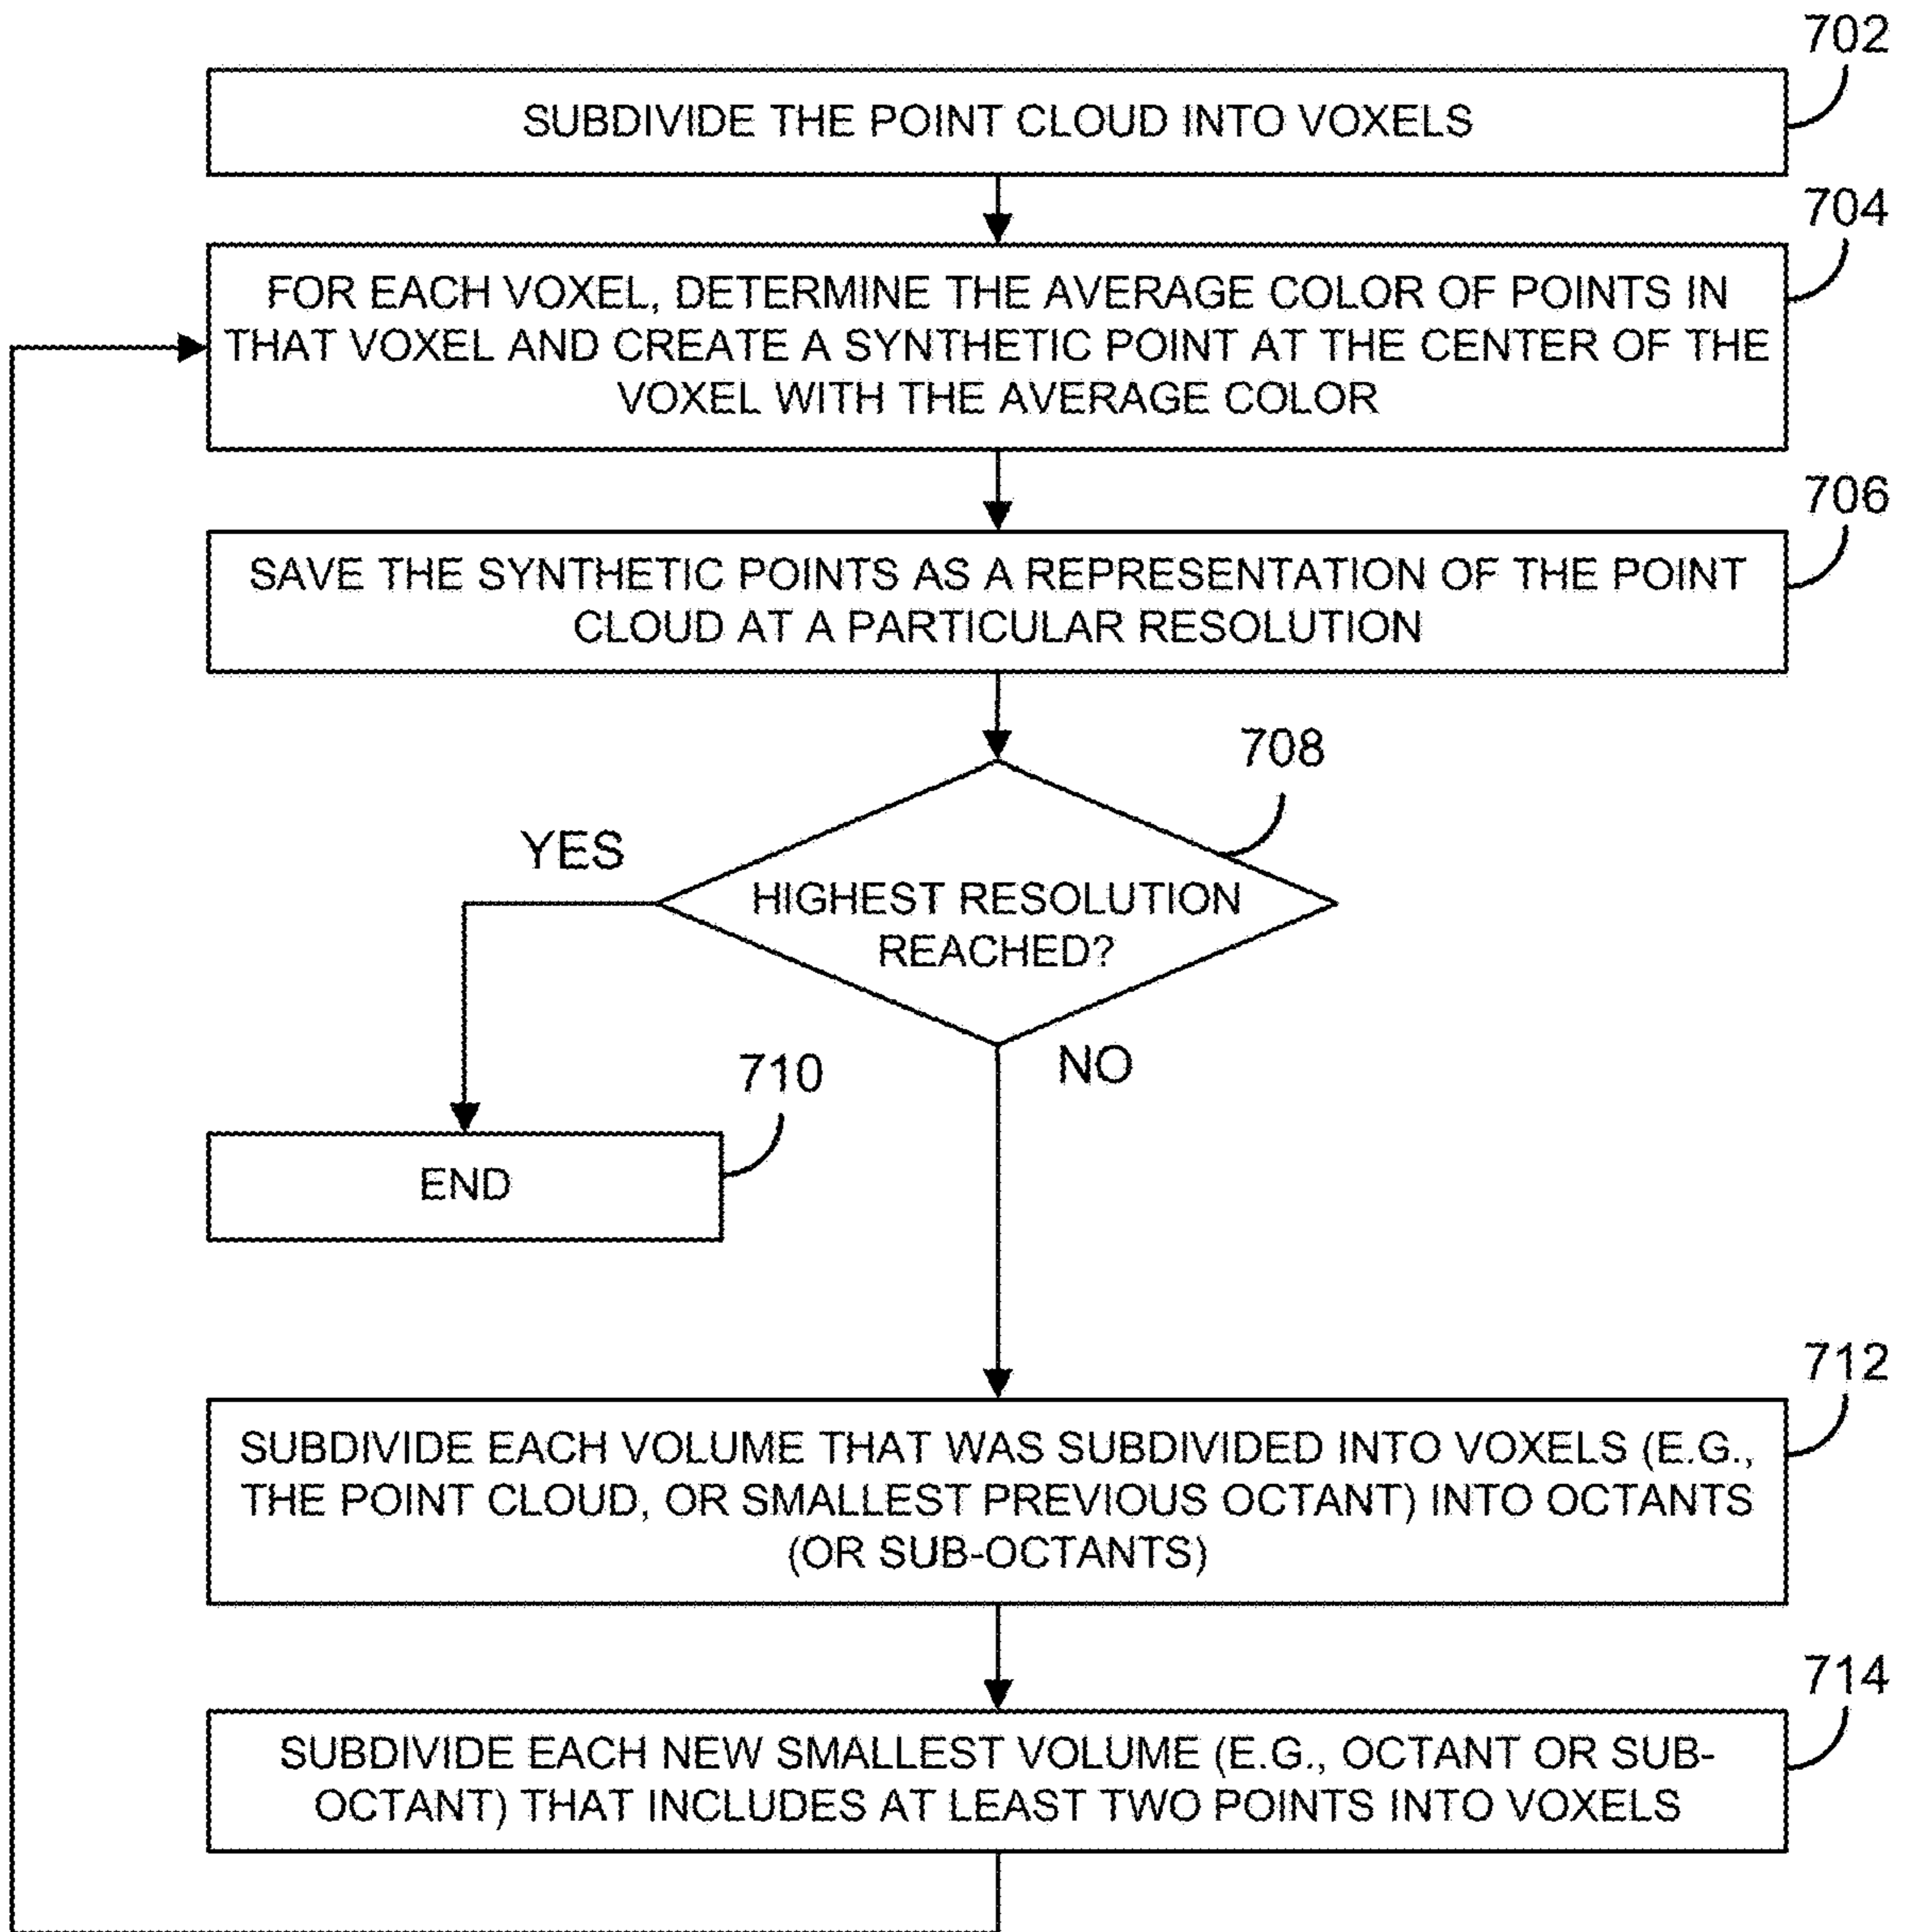 702
SUBDIVIDE THE POINT CLOUD INTO VOXELS
704
FOR EACH VOXEL, DETERMINE THE AVERAGE COLOR OF POINTS IN
THAT VOXEL AND CREATE A SYNTHETIC POINT AT THE CENTER OF THE
VOXEL WITH THE AVERAGE COLOR
706
SAVE THE SYNTHETIC POINTS AS A REPRESENTATION OF THE POINT
CLOUD AT A PARTICULAR RESOLUTION
708
YES
HIGHEST RESOLUTION
REACHED?
NO
710
END
712
SUBDIVIDE EACH VOLUME THAT WAS SUBDIVIDED INTO VOXELS (E.G.,
THE POINT CLOUD, OR SMALLEST PREVIOUS OCTANT) INTO OCTANTS
(OR SUB-OCTANTS)
714
SUBDIVIDE EACH NEW SMALLEST VOLUME (E.G., OCTANT OR SUB-
OCTANT) THAT INCLUDES AT LEAST TWO POINTS INTO VOXELS